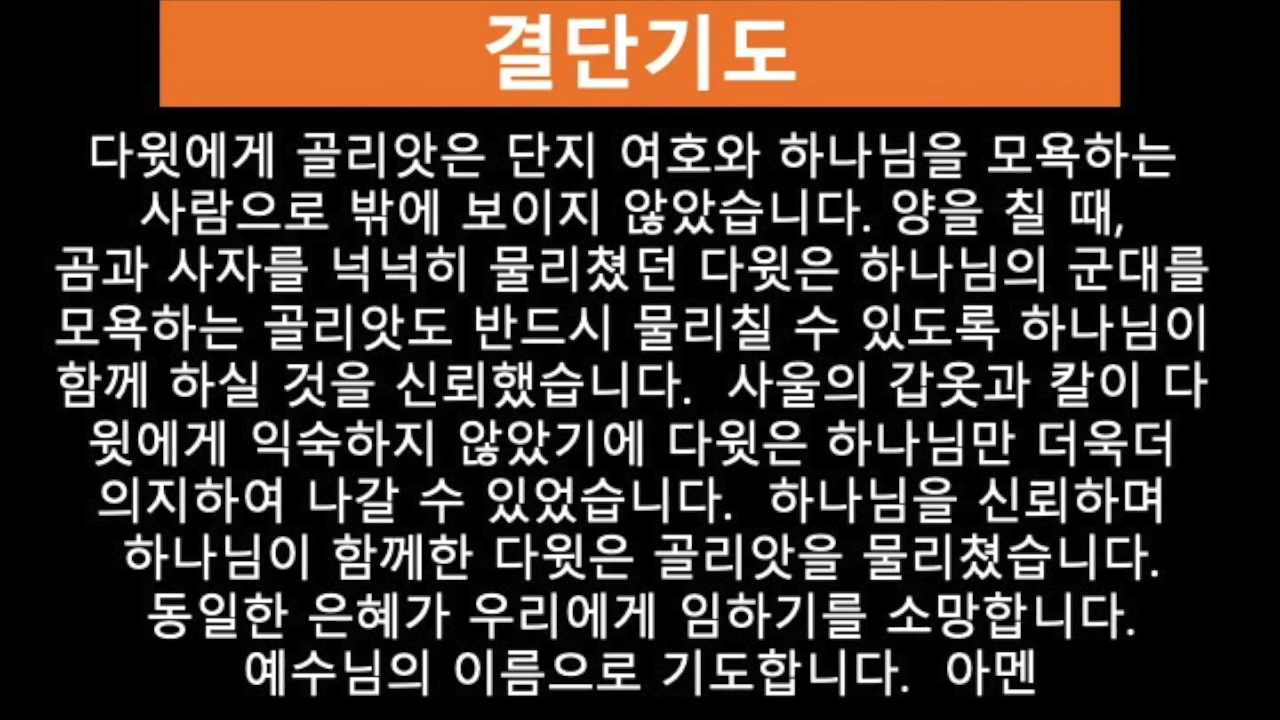 결단기도
다윗에게 골리앗은 단지 여호와 하나님을 모욕하는
사람으로 밖에 보이지 않았습니다. 양을 칠 때,
곰과 사자를 넉넉히 물리쳤던 다윗은 하나님의 군대를
모욕하는 골리앗도 반드시 물리칠 수 있도록 하나님이
함께 하실 것을 신뢰했습니다.  사울의 갑옷과 칼이 다
윗에게 익숙하지 않았기에 다윗은 하나님만 더욱더
의지하여 나갈 수 있었습니다.  하나님을 신뢰하며
하나님이 함께한 다윗은 골리앗을 물리쳤습니다.
동일한 은혜가 우리에게 임하기를 소망합니다.
예수님의 이름으로 기도합니다.  아멘